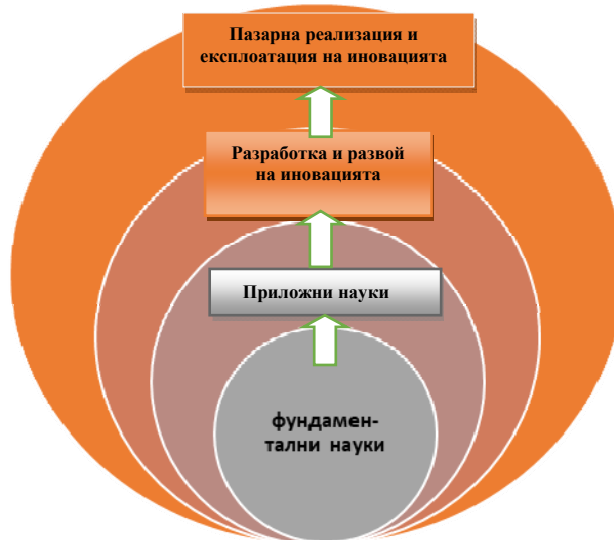 Пазарна реализация и
експлоатация на иновацията
Разработка и развой
на иновацията
Приложни науки
фундамен-
тални науки